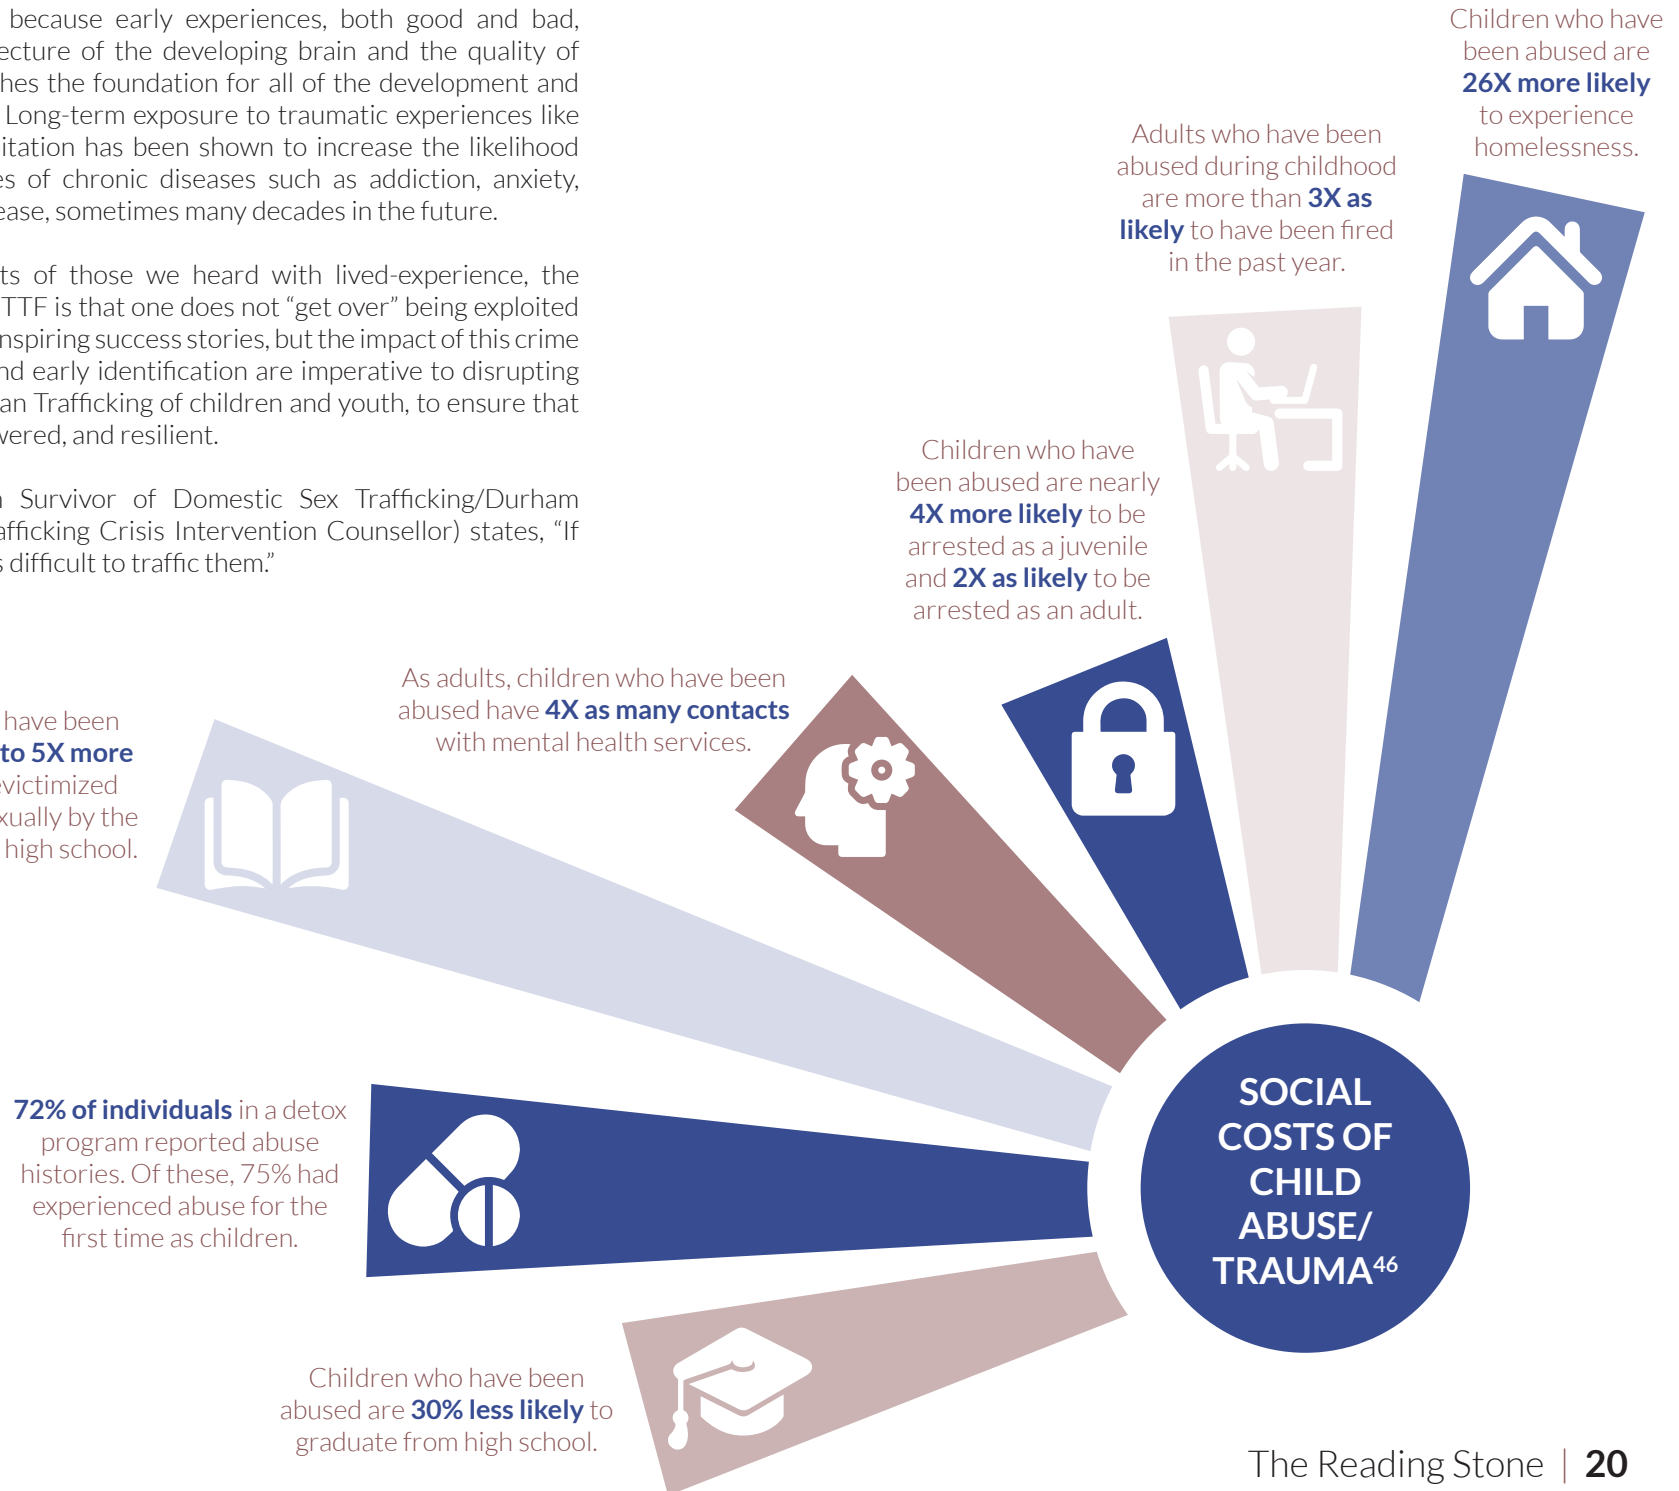 because early experiences, both good and bad,
ecture of the developing brain and the quality of
hes the foundation for all of the development and
Long-term exposure to traumatic experiences like
itation has been shown to increase the likelihood
es of chronic diseases such as addiction, anxiety,
ease, sometimes many decades in the future.
ts of those we heard with lived-experience, the
TTF is that one does not “get over” being exploited
nspiring success stories, but the impact of this crime
nd early identification are imperative to disrupting
an Trafficking of children and youth, to ensure that
wered, and resilient.
n Survivor of Domestic Sex Trafficking/Durham
afficking Crisis Intervention Counsellor) states, “If
s difficult to traffic them.”
Children who have
been abused are
26X more likely
to experience
homelessness.
Adults who have been
abused during childhood
are more than 3X as
likely to have been fired
in the past year.
Children who have
been abused are nearly
4X more likely to be
arrested as a juvenile
and 2X as likely to be
arrested as an adult.
As adults, children who have been
abused have 4X as many contacts
with mental health services.
have been
to 5X more
evictimized
xually by the
high school.
72% of individuals in a detox
program reported abuse
histories. Of these, 75% had
experienced abuse for the
first time as children.
Children who have been
abused are 30% less likely to
graduate from high school.
SOCIAL
COSTS OF
CHILD
ABUSE/
TRAUMA46
The Reading Stone | 20